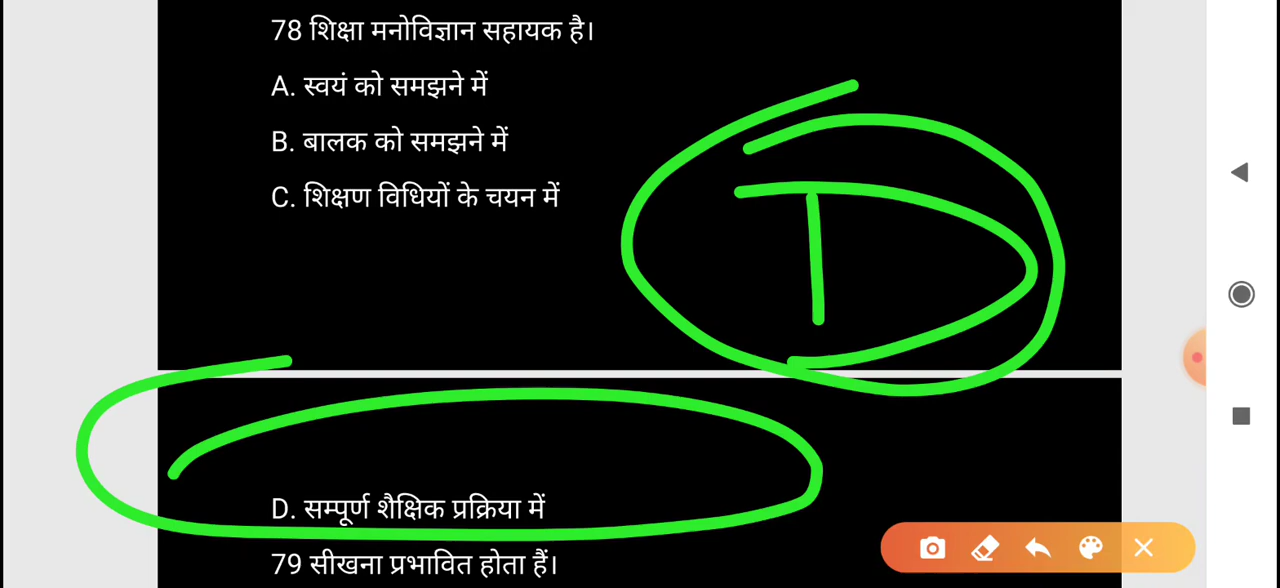 78 शिक्षा मनोविज्ञान सहायक है।
A. स्वयं को समझने में
B. बालक को समझने में
C. शिक्षण विधियों के चयन में
D
D. सम्पूर्ण शैक्षिक प्रक्रिया में
79 सीखना प्रभावित होता हैं।